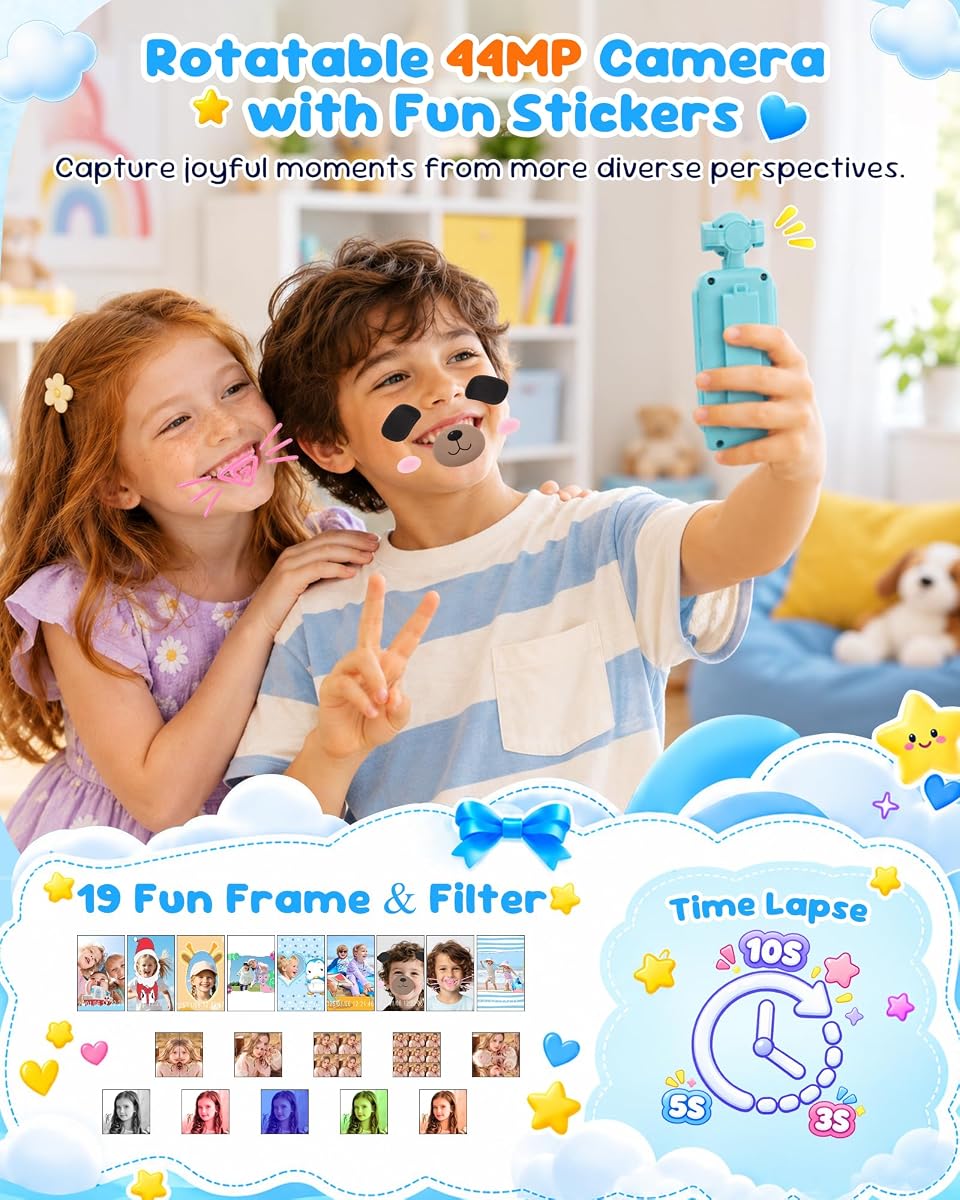 Rotatable 44MP Camera
with Fun Stickers
Capture joyful moments from more diverse perspectives.
19 Fun Frame & Filter
Time Lapse
10S
5S
3S